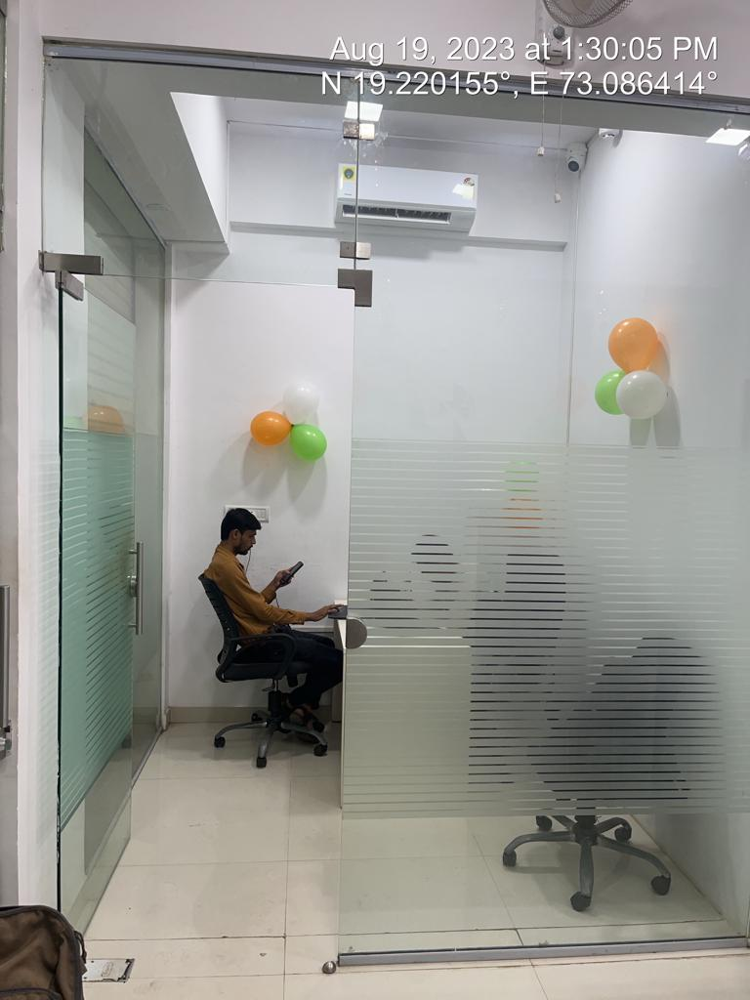 Aug 19, 2023 at 1:30:05 PM
N 19.220155°, E 73.086414°